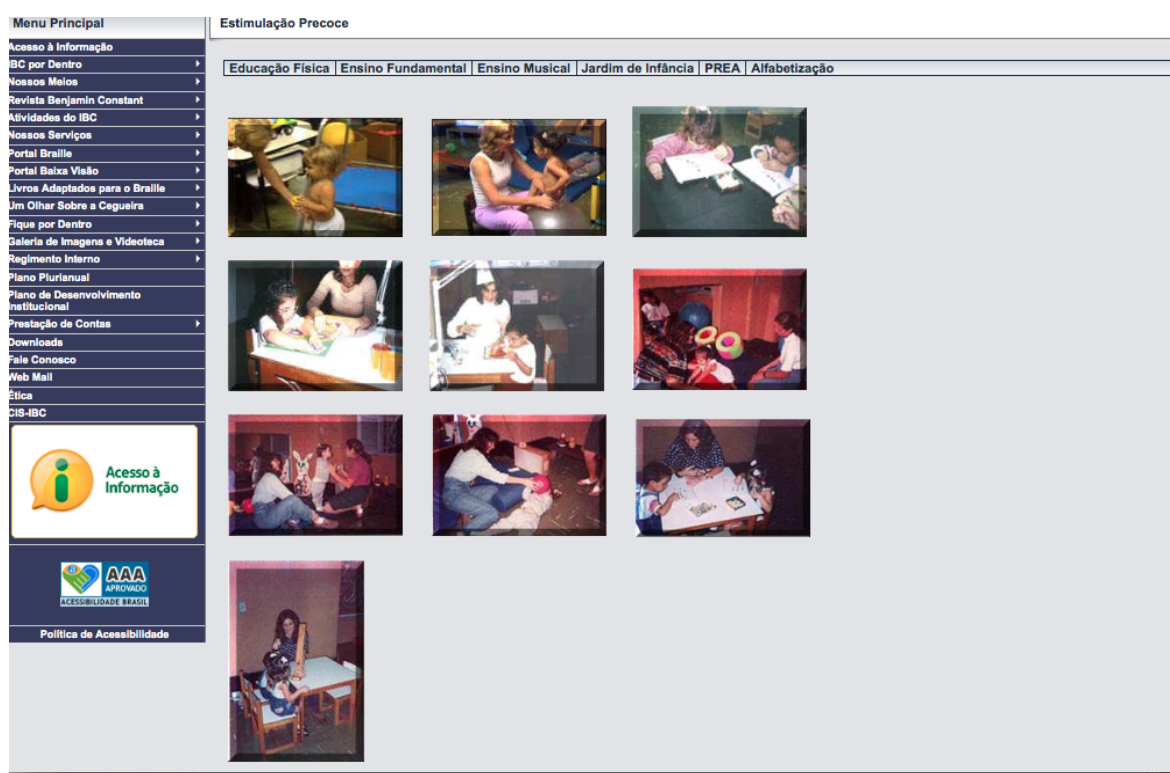 Menu Principal
Acesso à Informação
IBC por Dentro
Nossos Meios
Revista Benjamin Constant
Atividades do IBC
Nossos Serviços
Portal Braille
Portal Baixa Visão
Livros Adaptados para o Braille
Um Olhar Sobre a Cegueira
Fique por Dentro
Galeria de Imagens e Videoteca
Regimento Interno
Plano Plurianual
Plano de Desenvolvimento
Institucional
Prestação de Contas
Downloads
Fale Conosco
Web Mail
Ética
CIS-IBC
Acesso à
Informação
AAA
APROVADO
ACESSIBILIDADE BRASIL
Política de Acessibilidade
Estimulação Precoce
Educação Física | Ensino Fundamental | Ensino Musical | Jardim de Infância | PREA | Alfabetização